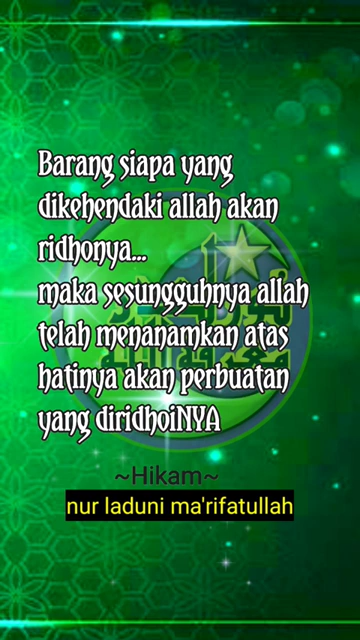 Barang siapa yang
dikehendaki allah akan
ridhonya...
maka sesungguhnya allah
telah menanamkan atas
hatinya akan perbuatan
yang diridhoiNYA
~Hikam~
nur laduni ma'rifatullah